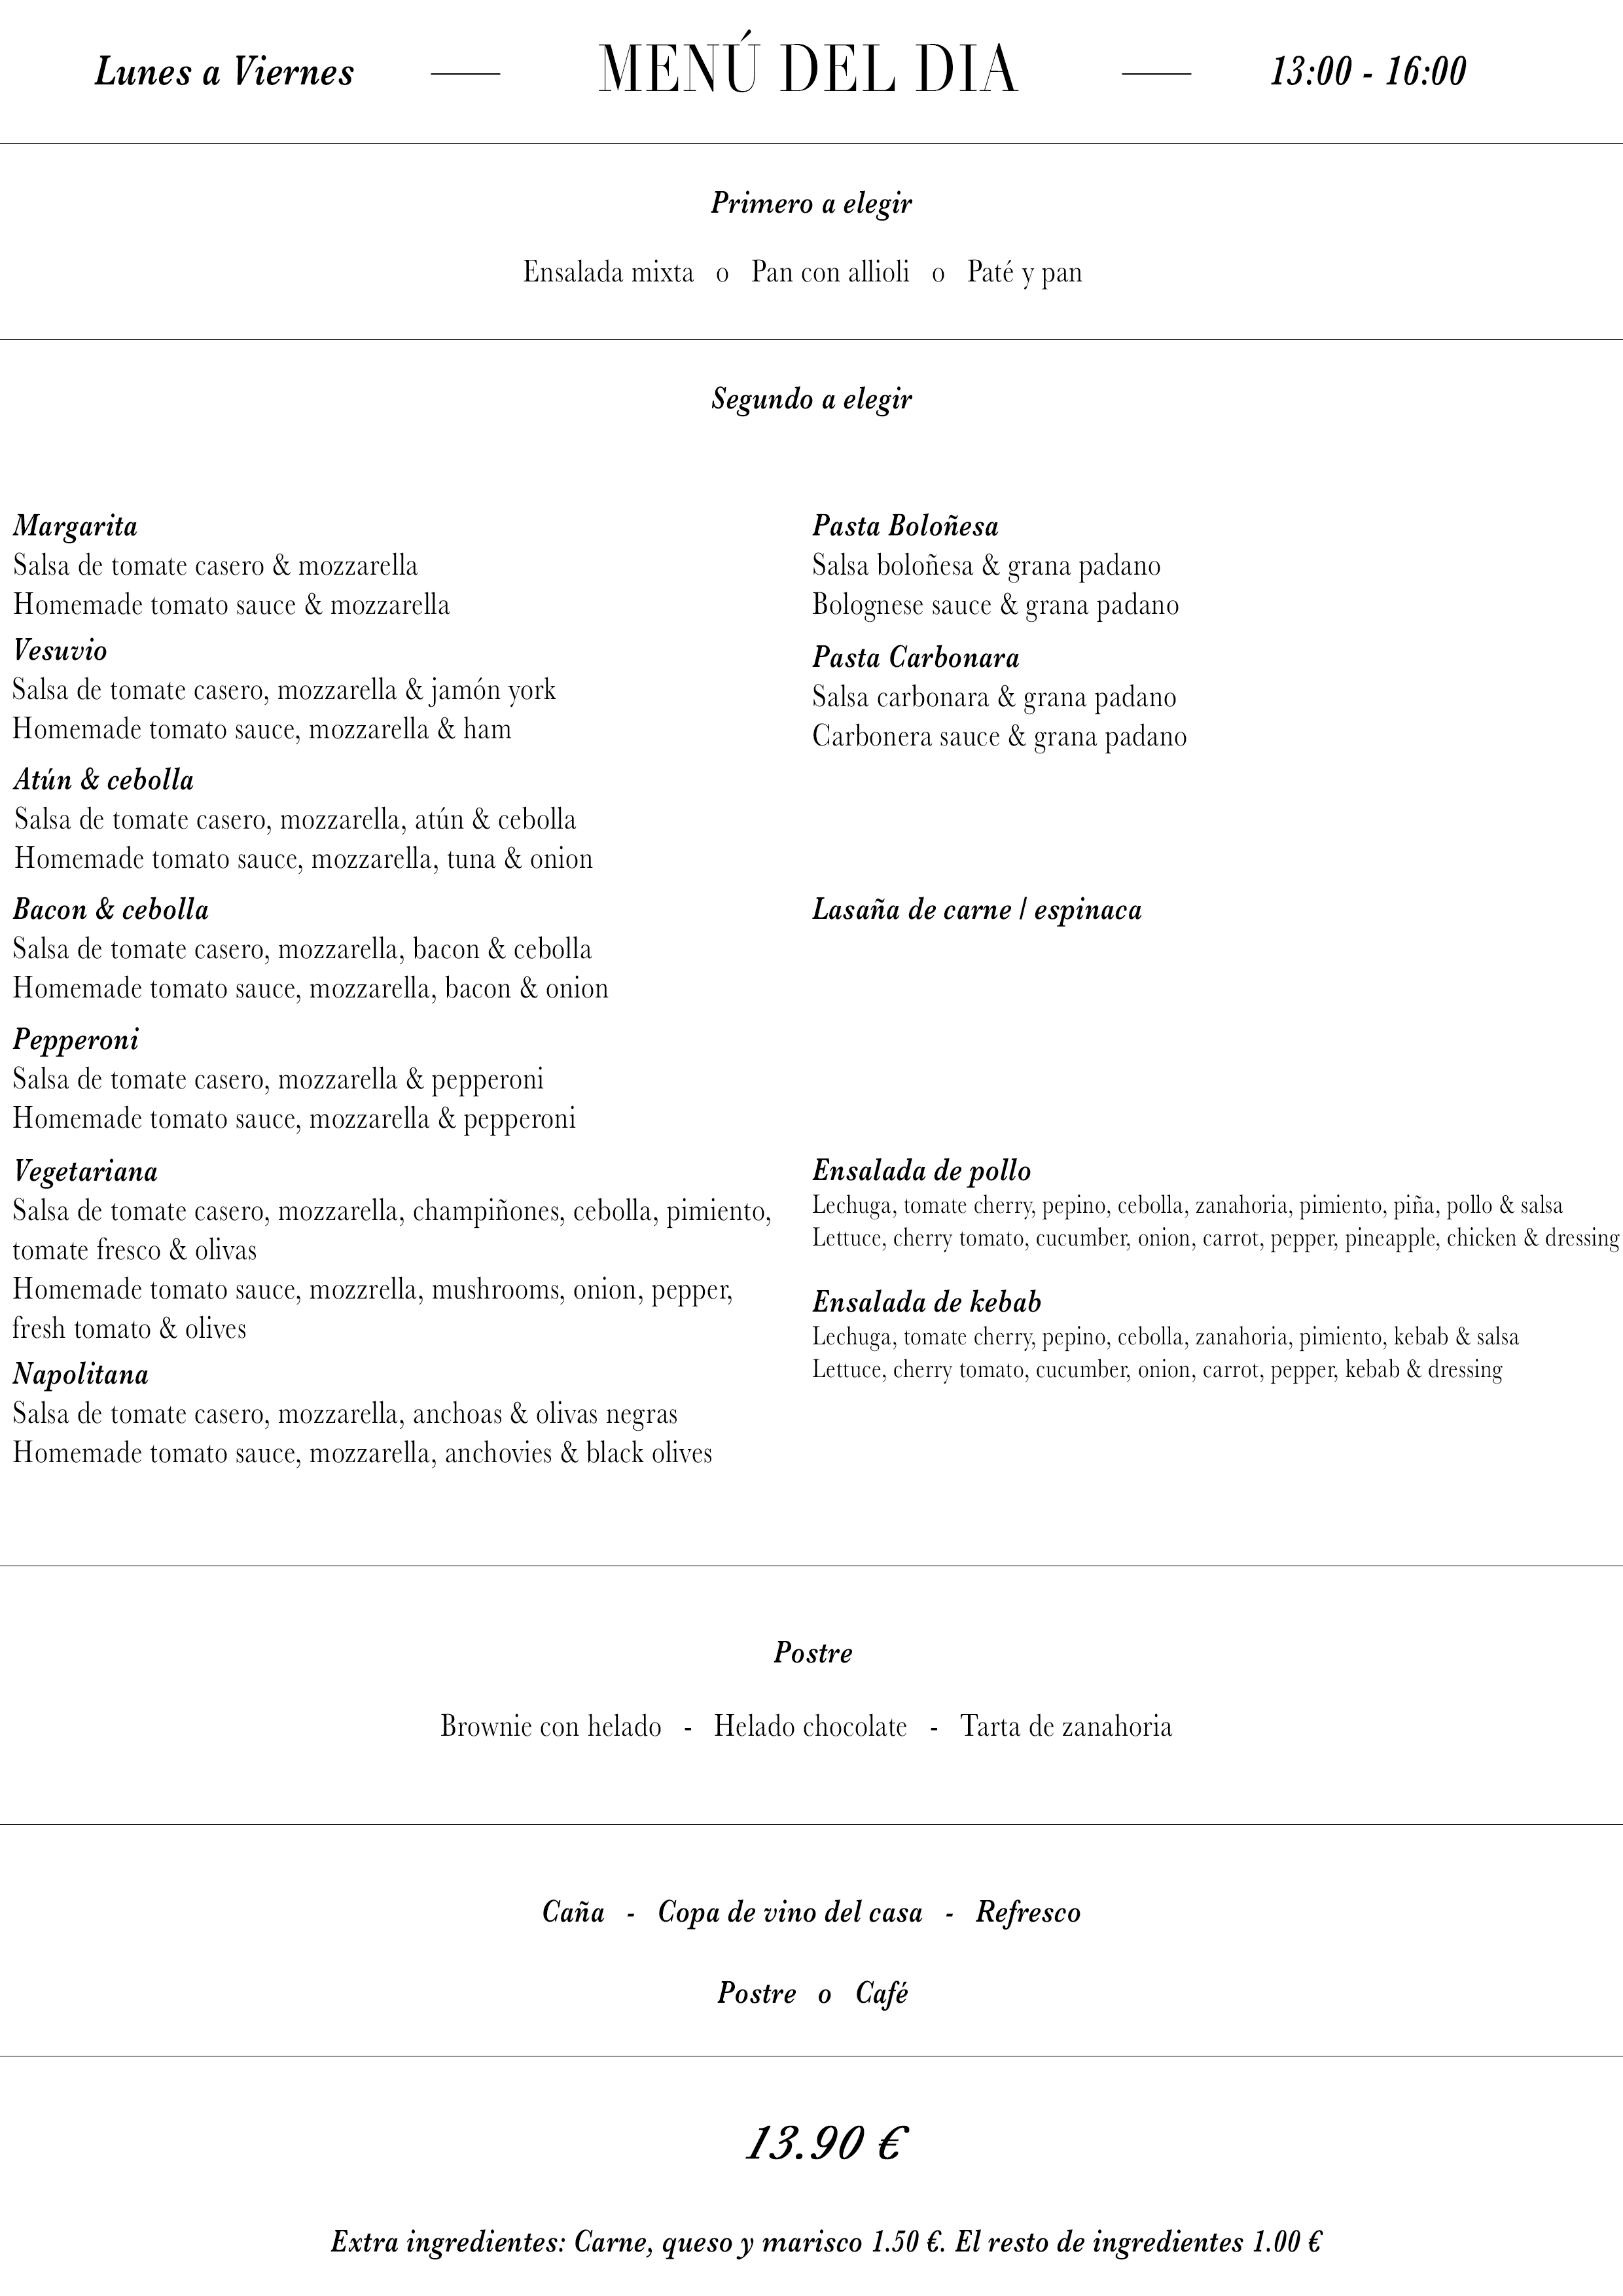 Lunes a Viernes — MENÚ DEL DIA — 13:00 - 16:00
Primero a elegir
Ensalada mixta o Pan con allioli o Paté y pan
Segundo a elegir
Margarita
Salsa de tomate casero & mozzarella
Homemade tomato sauce & mozzarella
Vesuvio
Salsa de tomate casero, mozzarella & jamón york
Homemade tomato sauce, mozzarella & ham
Atún & cebolla
Salsa de tomate casero, mozzarella, atún & cebolla
Homemade tomato sauce, mozzarella, tuna & onion
Bacon & cebolla
Salsa de tomate casero, mozzarella, bacon & cebolla
Homemade tomato sauce, mozzarella, bacon & onion
Pepperoni
Salsa de tomate casero, mozzarella & pepperoni
Homemade tomato sauce, mozzarella & pepperoni
Vegetariana
Salsa de tomate casero, mozzarella, champiñones, cebolla, pimiento,
tomate fresco & olivas
Homemade tomato sauce, mozzrella, mushrooms, onion, pepper,
fresh tomato & olives
Napolitana
Salsa de tomate casero, mozzarella, anchoas & olivas negras
Homemade tomato sauce, mozzarella, anchovies & black olives
Pasta Boloñesa
Salsa boloñesa & grana padano
Bolognese sauce & grana padano
Pasta Carbonara
Salsa carbonara & grana padano
Carbonera sauce & grana padano
Lasaña de carne / espinaca
Ensalada de pollo
Lechuga, tomate cherry, pepino, cebolla, zanahoria, pimiento, piña, pollo & salsa
Lettuce, cherry tomato, cucumber, onion, carrot, pepper, pineapple, chicken & dressing
Ensalada de kebab
Lechuga, tomate cherry, pepino, cebolla, zanahoria, pimiento, kebab & salsa
Lettuce, cherry tomato, cucumber, onion, carrot, pepper, kebab & dressing
Postre
Brownie con helado - Helado chocolate - Tarta de zanahoria
Caña - Copa de vino del casa - Refresco
Postre o Café
13.90 €
Extra ingredientes: Carne, queso y marisco 1.50 €. El resto de ingredientes 1.00 €